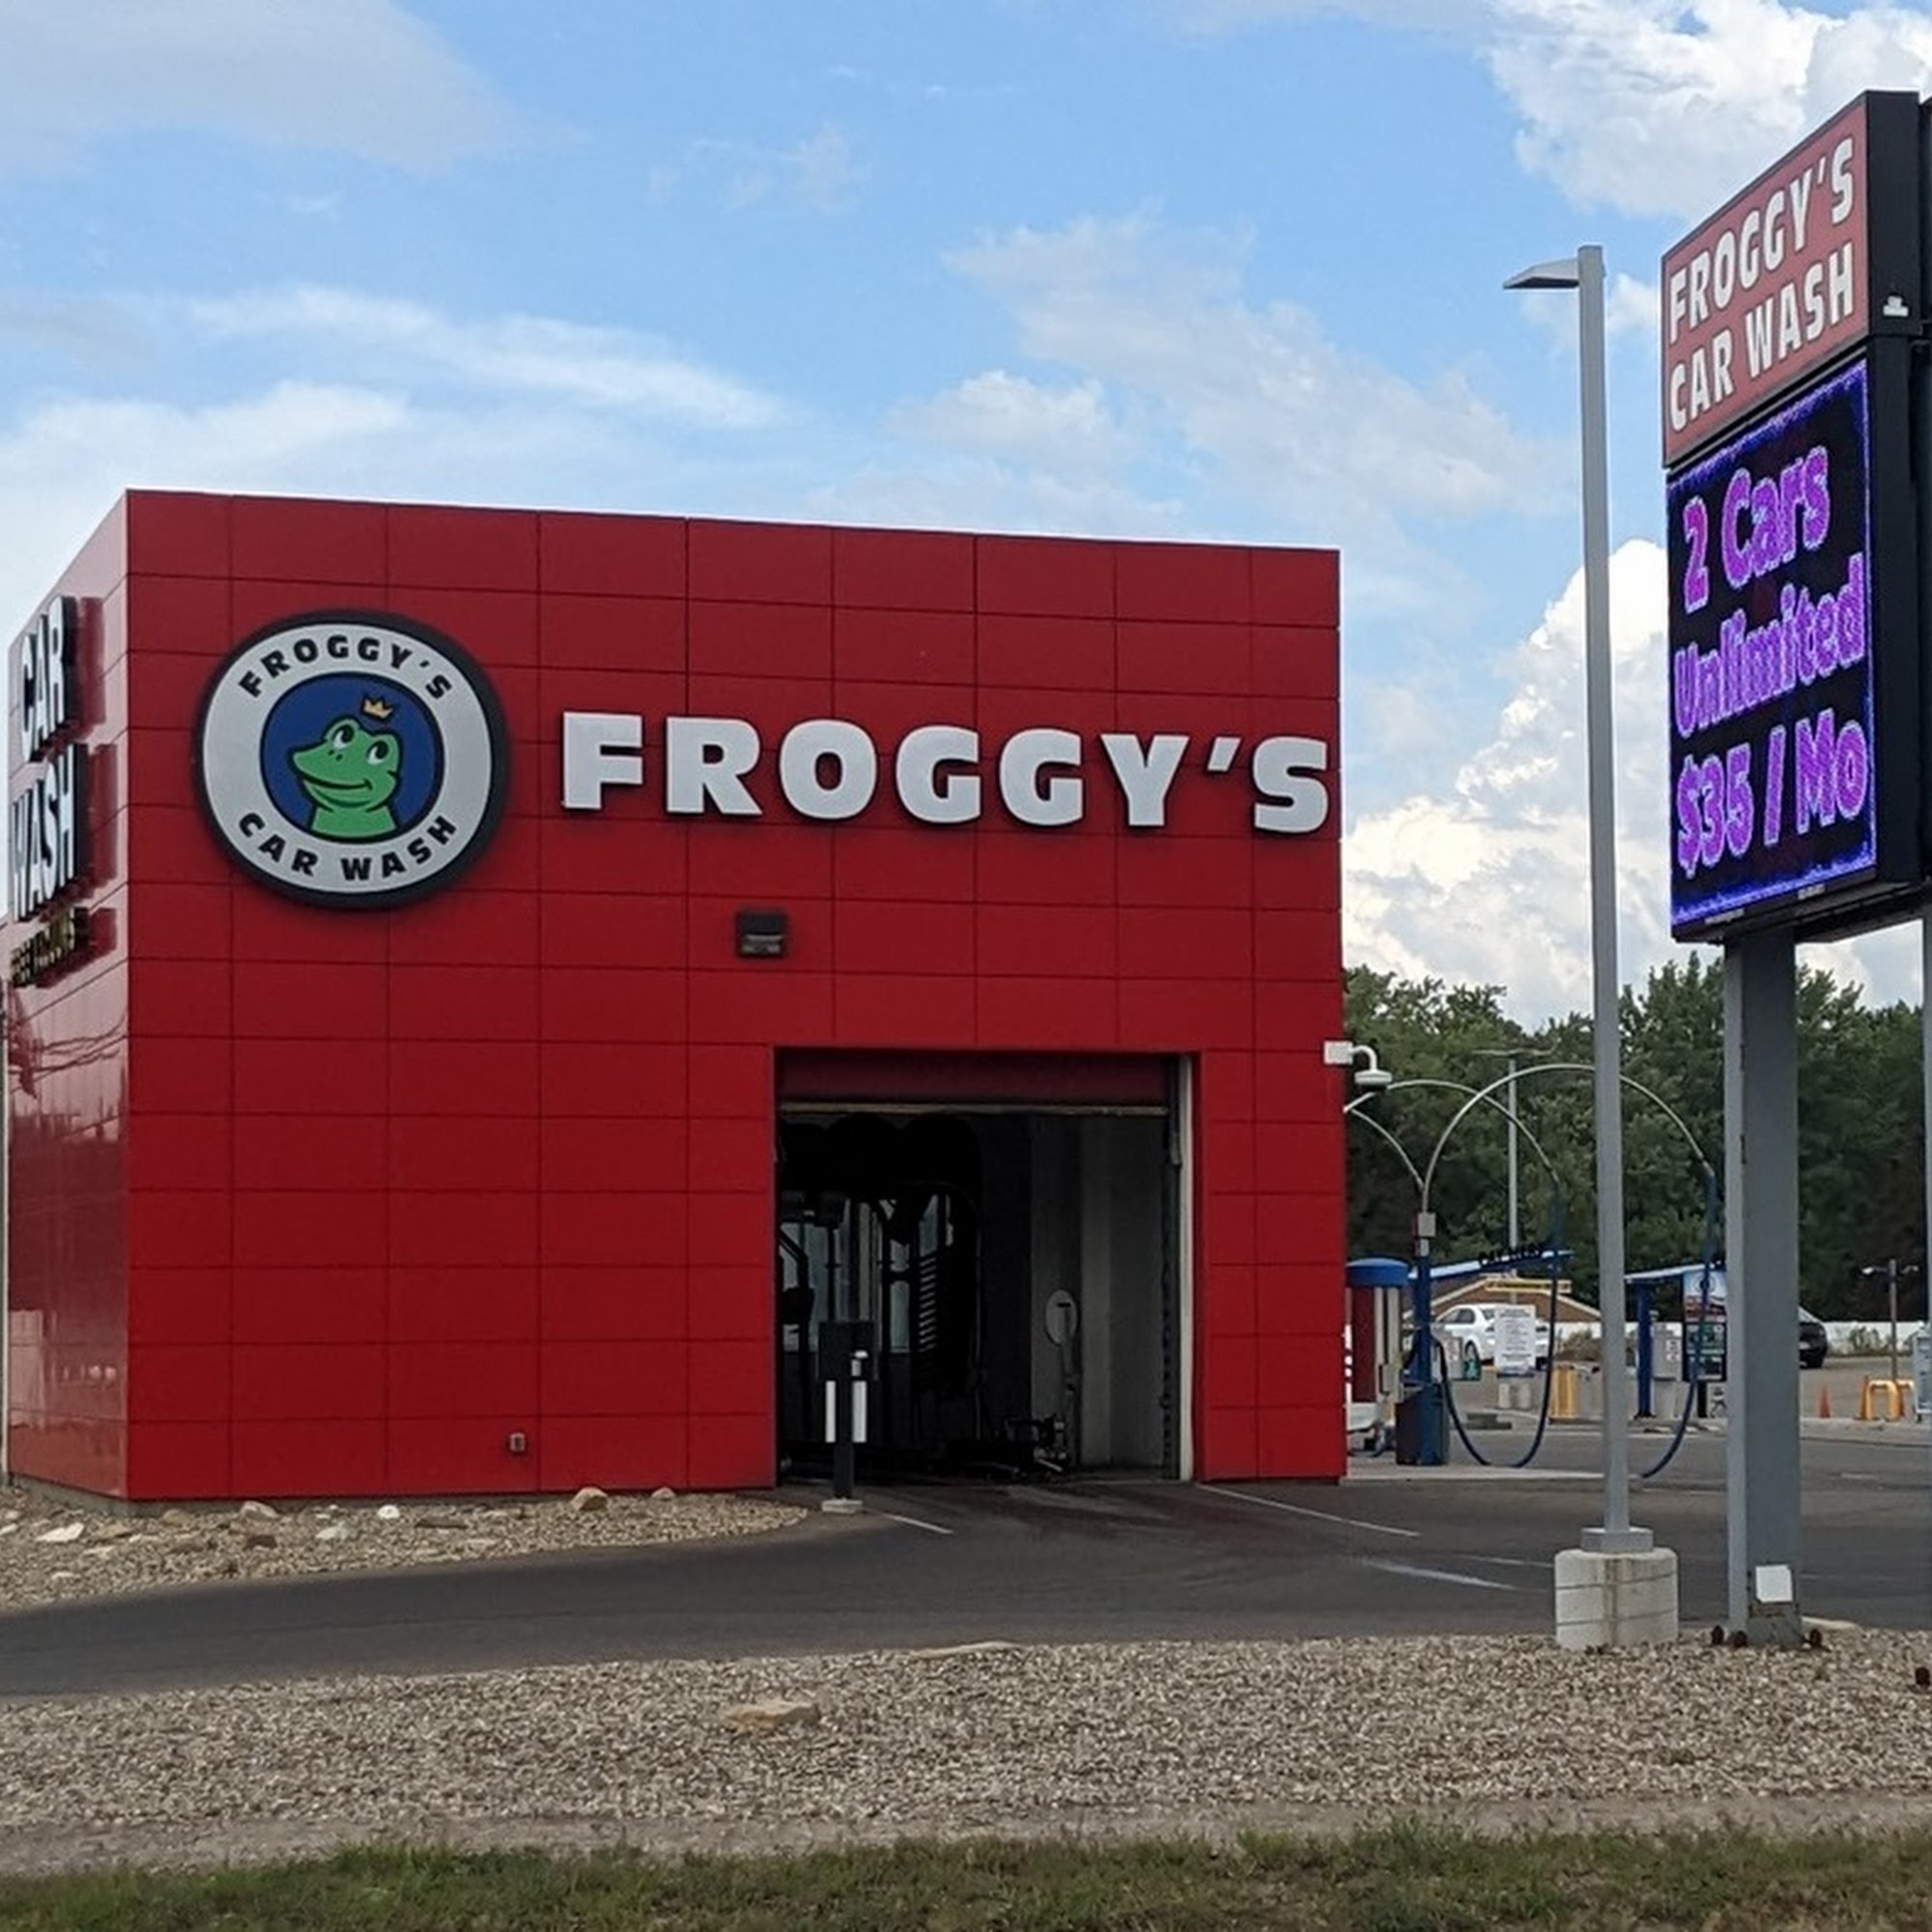 CAR
WASH
FROGGY'S
CAR WASH
FROGGY'S
FROGGY'S
CAR WASH
2 Cars
Unlimited
$35 / Mo